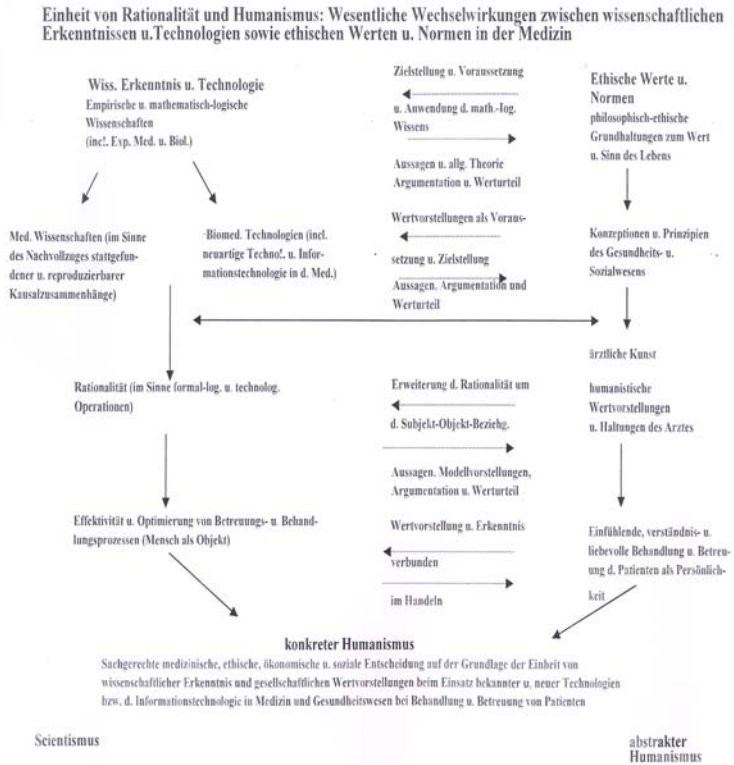 Einheit von Rationalität und Humanismus: Wesentliche Wechselwirkungen zwischen wissenschaftlichen
Erkenntnissen u.Technologien sowie ethischen Werten u. Normen in der Medizin
Wiss. Erkenntnis u. Technologie
Empirische u. mathematisch-logische
Wissenschaften
(incl. Exp. Med. u. Biol.)
Zielstellung u. Voraussetzung
u. Anwendung d. math.-log.
Wissens
Aussagen u. allg. Theorie
Argumentation u. Werturteil
Ethische Werte u.
Normen
philosophisch-ethische
Grundhaltungen zum Wert
u. Sinn des Lebens
Med. Wissenschaften (im Sinne
des Nachvollzuges stattgefun-
dener u. reproduzierbarer
Kausalzusammenhänge)
Biomed. Technologien (incl.
neuartige Technol. u. Infor-
mationstechnologie in d. Med.)
Wertvorstellungen als Voraus-
setzung u. Zielstellung
Aussagen, Argumentation und
Werturteil
Konzeptionen u. Prinzipien
des Gesundheits- u.
Sozialwesens
ärztliche Kunst
Rationalität (im Sinne formal-log. u. technolog.
Operationen)
Erweiterung d. Rationalität um
d. Subjekt-Objekt-Beziehg.
Aussagen. Modellvorstellungen,
Argumentation u. Werturteil
humanistische
Wertvorstellungen
u. Haltungen des Arztes
Effektivität u. Optimierung von Betreuungs- u. Behand-
lungsprozessen (Mensch als Objekt)
Wertvorstellung u. Erkenntnis
verbunden
im Handeln
Einfühlende, verständnis- u.
liebevolle Behandlung u. Betreu-
ung d. Patienten als Persönlich-
keit
konkreter Humanismus
Sachgerechte medizinische, ethische, ökonomische u. soziale Entscheidung auf der Grundlage der Einheit von
wissenschaftlicher Erkenntnis und gesellschaftlichen Wertvorstellungen beim Einsatz bekannter u. neuer Technologien
bzw. d. Informationstechnologie in Medizin und Gesundheitswesen bei Behandlung u. Betreuung von Patienten
Scientismus
abstrakter
Humanismus